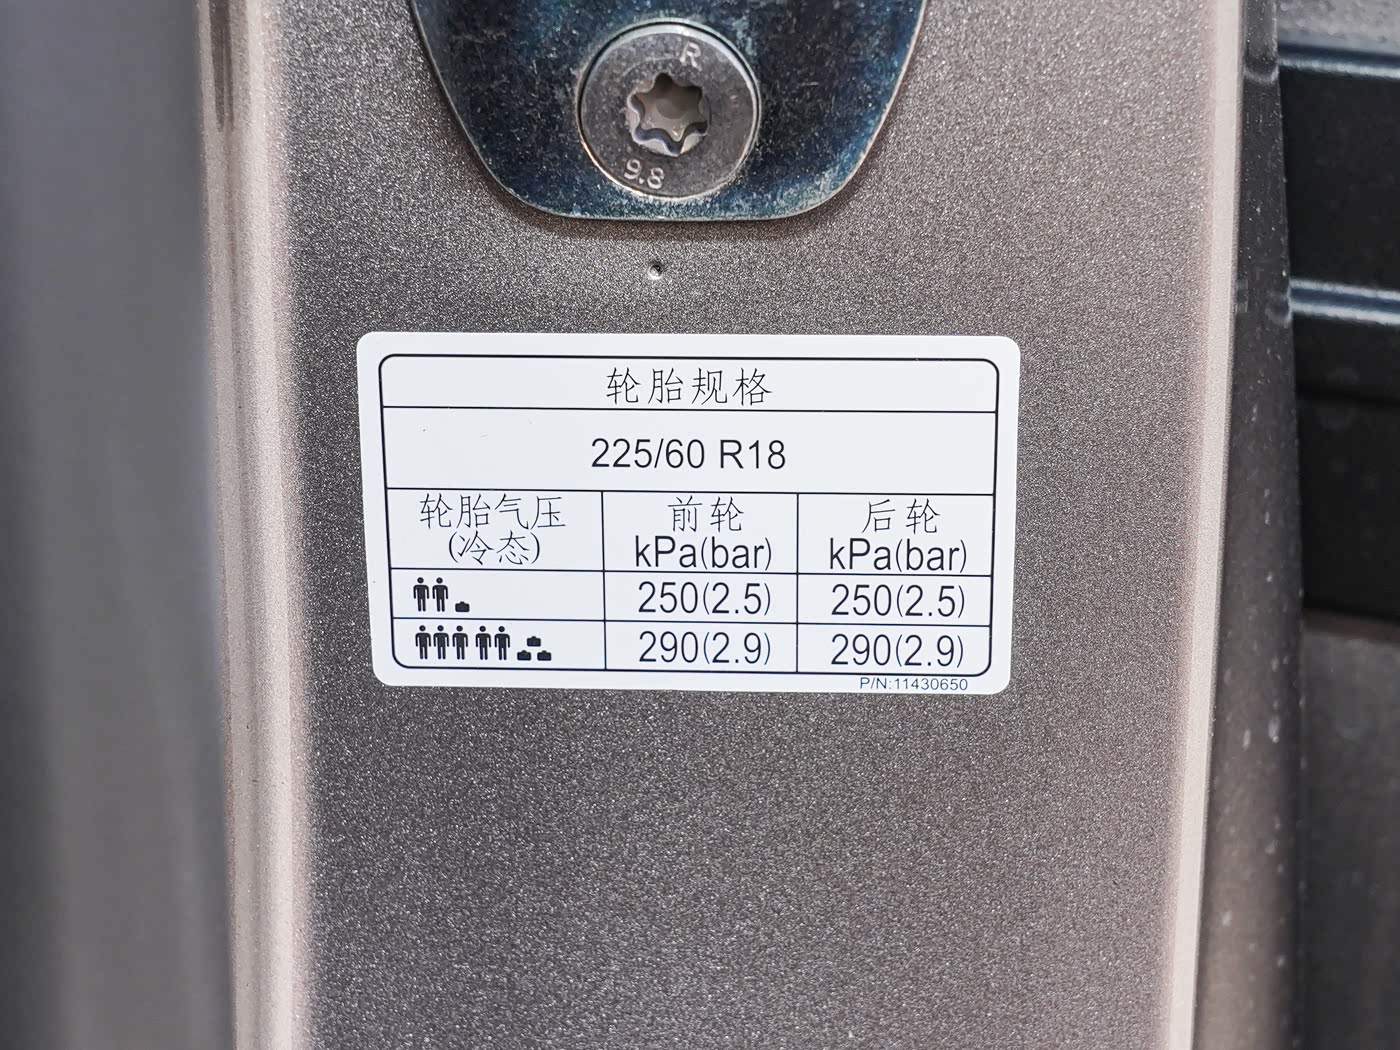 R
9.8
轮胎规格
225/60 R18
轮胎气压
(冷态)
前轮
kPa(bar)
后轮
kPa(bar)
250(2.5) 250(2.5)
290(2.9) 290(2.9)
P/N:11430650